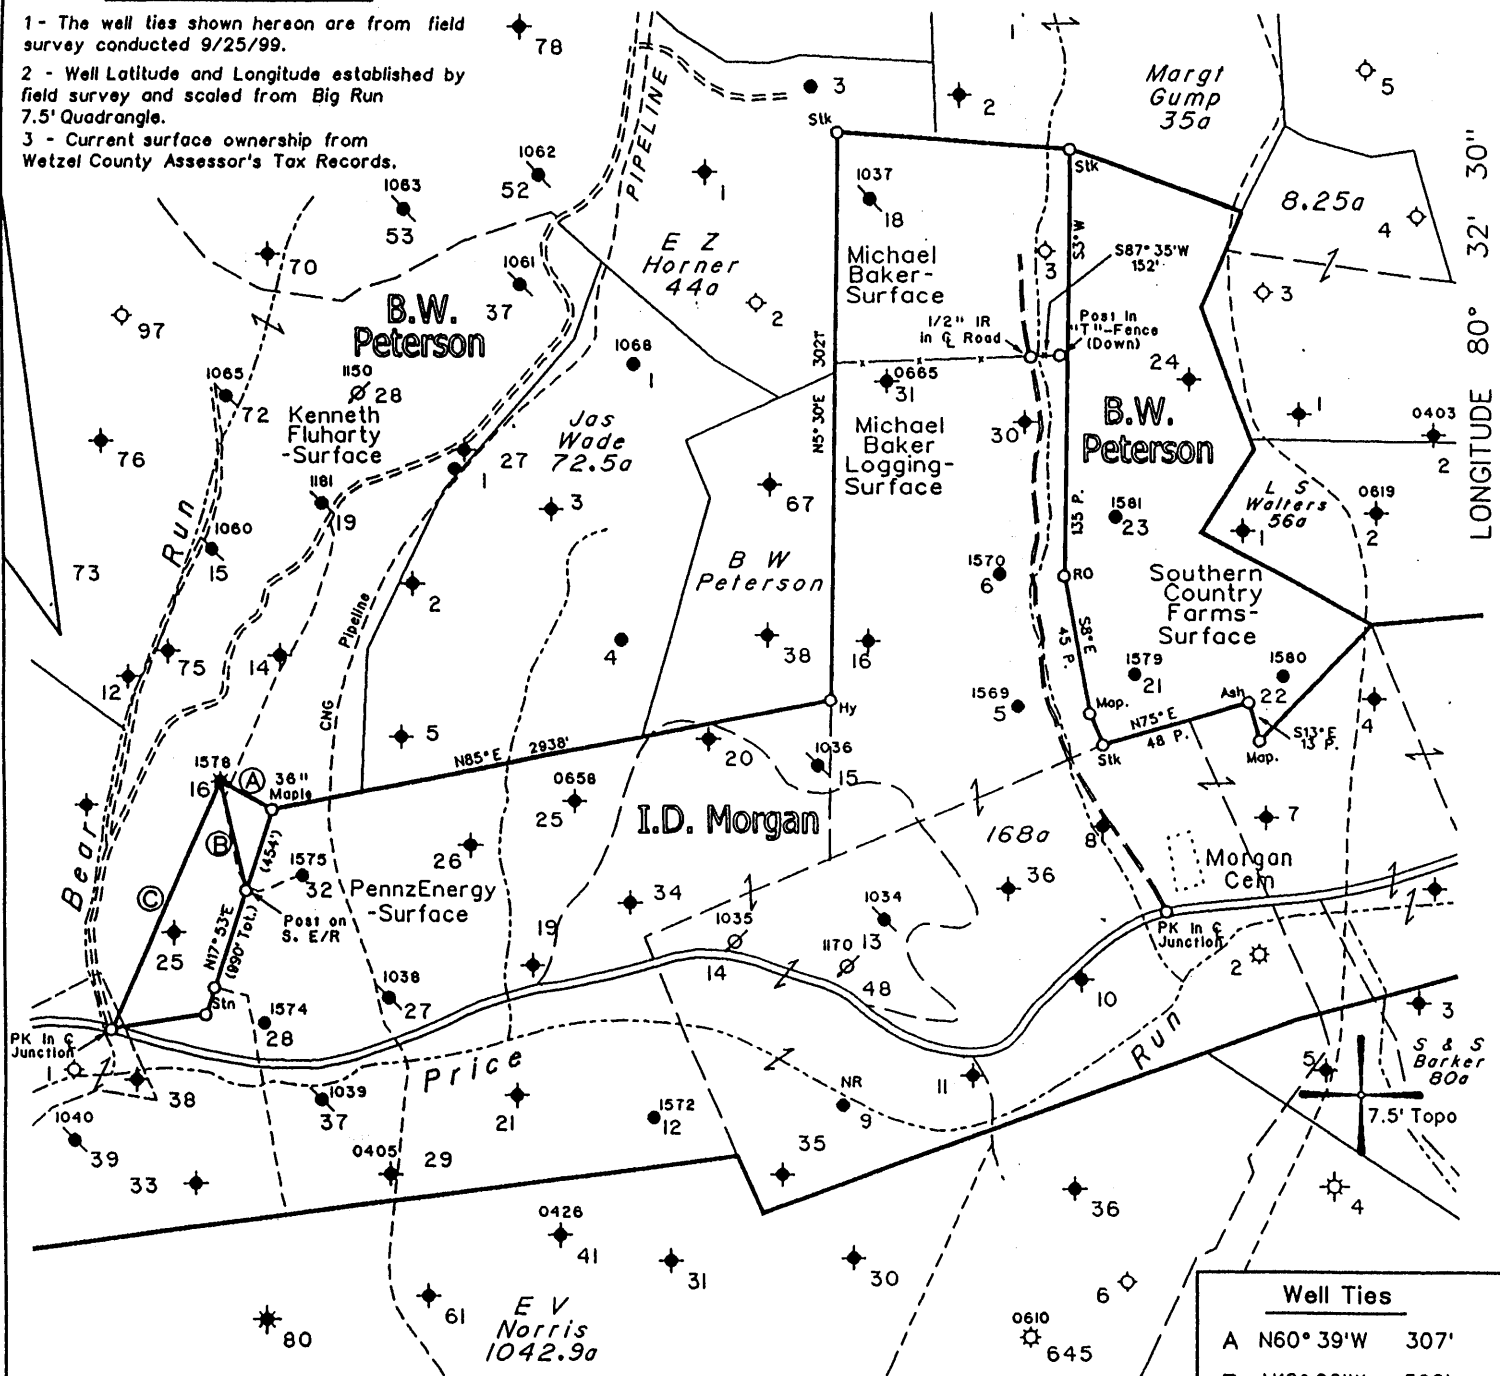 1 - The well ties shown hereon are from field
survey conducted 9/25/99.
2 - Well Latitude and Longitude established by
field survey and scaled from Big Run
7.5' Quadrangle.
3 - Current surface ownership from
Wetzel County Assessor's Tax Records.
78
PIPELINE
3
Stk
2
1
Margt
Gump
35a
5
1062
52
1063
53
1
1037
18
Stk
8.25a
4
LONGITUDE 80° 32' 30"
70
1061
37
E Z
Horner
44a
2
Michael
Baker-
Surface
3
S3°W
S87°35'W
152'
3
97
B.W.
Peterson
1/2" IR
in ℄ Road
Post In
"T"-Fence
(Down)
1065
72
1150
28
1068
1
N5°30'E
0665
31
24
Kenneth
Fluharty
-Surface
Jas
Wade
72.5a
Michael
Baker
Logging-
Surface
30
B.W.
Peterson
1
0403
2
76
27
1
3
67
L S
Walters
56a
1
0619
2
Run
1181
19
1060
15
135 P.
1581
23
73
B W
Peterson
1570
6
RO
Southern
Country
Farms-
Surface
2
Pipeline
S8°E
45 P.
75
14
4
38
16
12
1579
21
1580
22
1569
5
Map.
Ash
4
CNG
5
Hy
N75°E
48 P.
S13°E
13 P.
Stk
Map.
N85°E 2938'
20
1036
15
1578
16
A
36"
Maple
0658
25
I.D. Morgan
168a
8
7
B
(454')
26
Morgan
Cem
Bear
C
1575
32
PennzEnergy
-Surface
34
36
Post on
S. E/R
N17°53'E
(990' Tot.)
1035
14
1034
13
PK In ℄
Junction
25
19
1170
48
2
Stn
1038
27
10
3
1574
28
PK In ℄
Junction
1
Price
Run
S & S
Barker
80a
5
38
1039
37
21
1572
12
NR
9
11
7.5' Topo
1040
39
0405
29
35
33
36
4
0426
41
31
30
6
61
E V
Norris
1042.9a
80
0610
645
Well Ties
A N60°39'W 307'